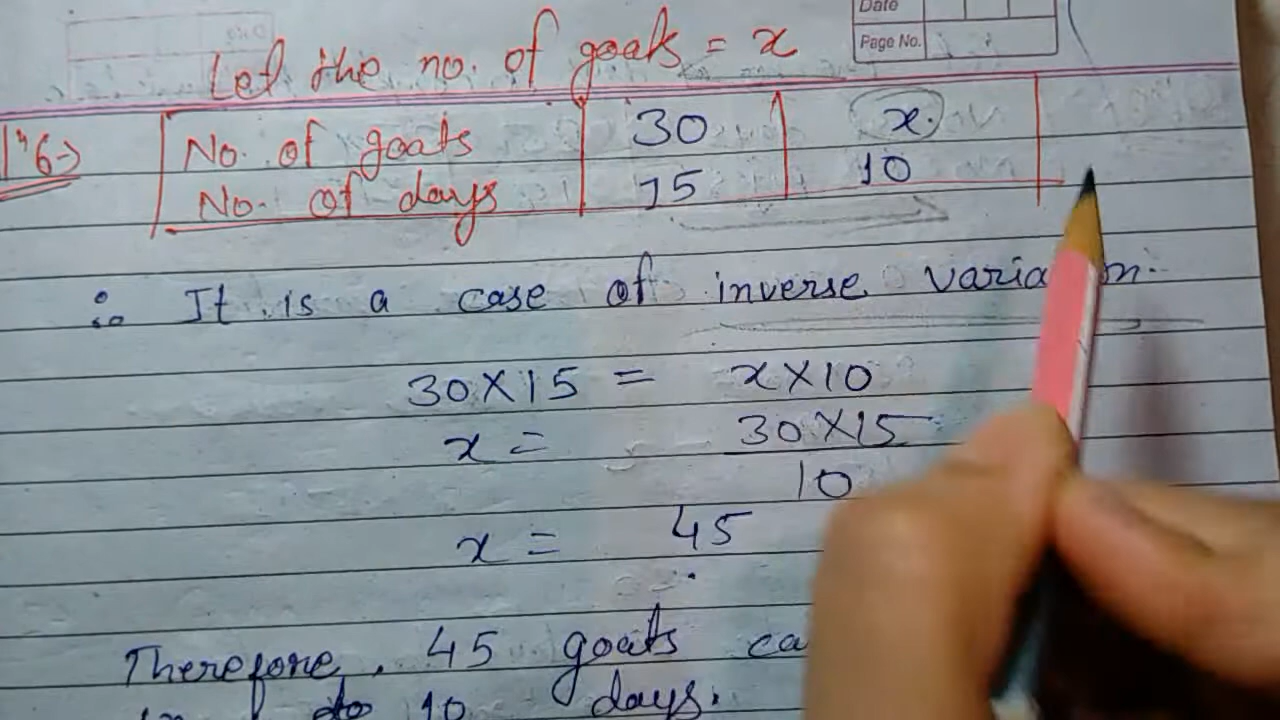 Date
Page No.
Let the no. of goats = x
No. of goats 30 x.
No. of days 15 10
∴ It is a case of inverse varia n.
30×15 = x×10
x = 30×15
10
x = 45
Therefore, 45 goats ca
10 days.